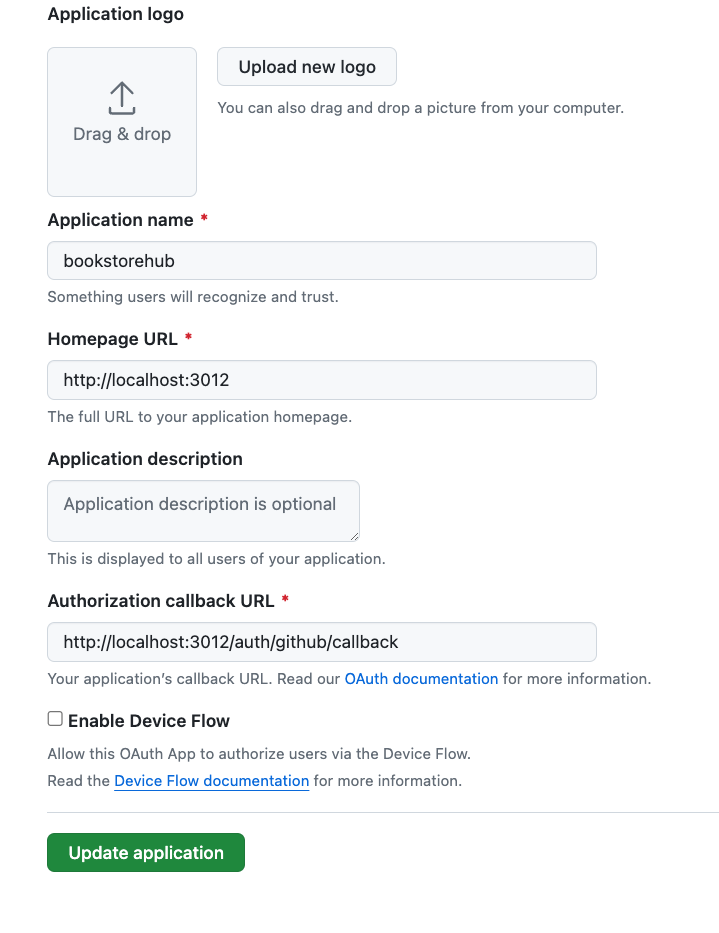 Application logo
Drag & drop
Upload new logo
You can also drag and drop a picture from your computer.
Application name *
bookstorehub
Something users will recognize and trust.
Homepage URL *
http://localhost:3012
The full URL to your application homepage.
Application description
Application description is optional
This is displayed to all users of your application.
Authorization callback URL *
http://localhost:3012/auth/github/callback
Your application’s callback URL. Read our OAuth documentation for more information.
Enable Device Flow
Allow this OAuth App to authorize users via the Device Flow.
Read the Device Flow documentation for more information.
Update application